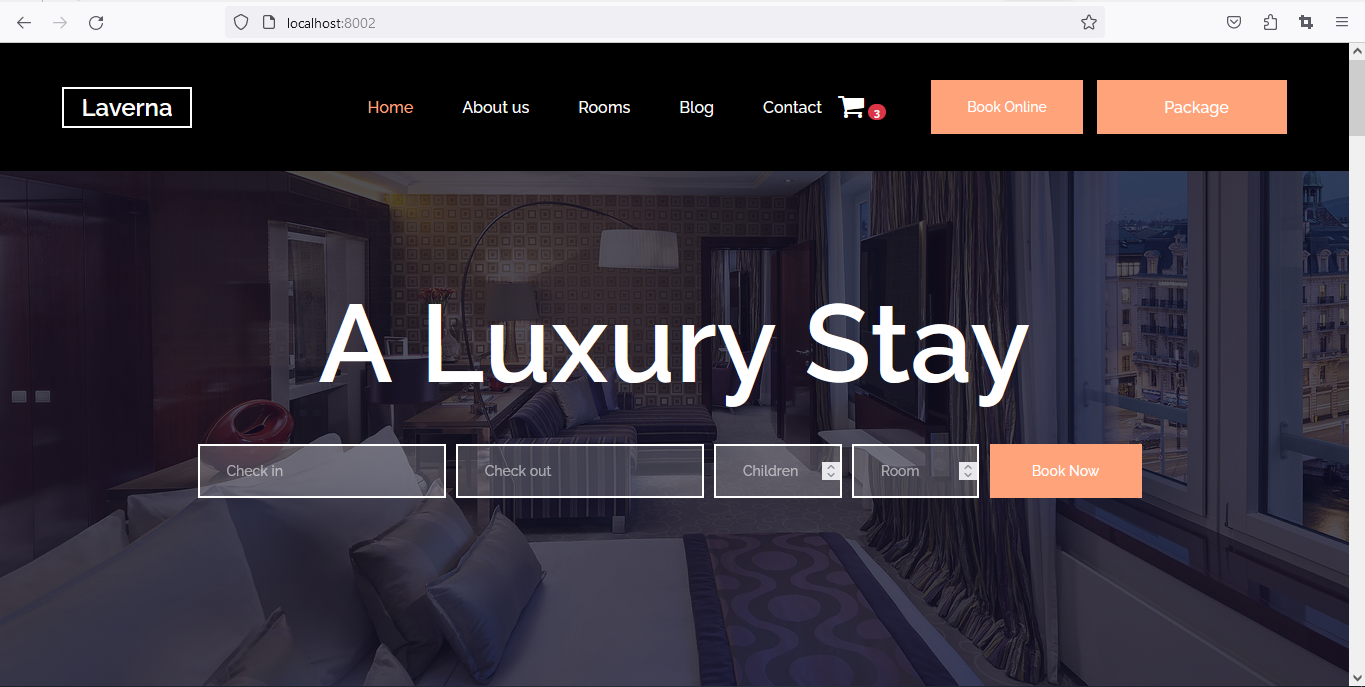 localhost:8002
Laverna
Home About us Rooms Blog Contact 3 Book Online Package
A Luxury Stay
Check in Check out Children Room Book Now